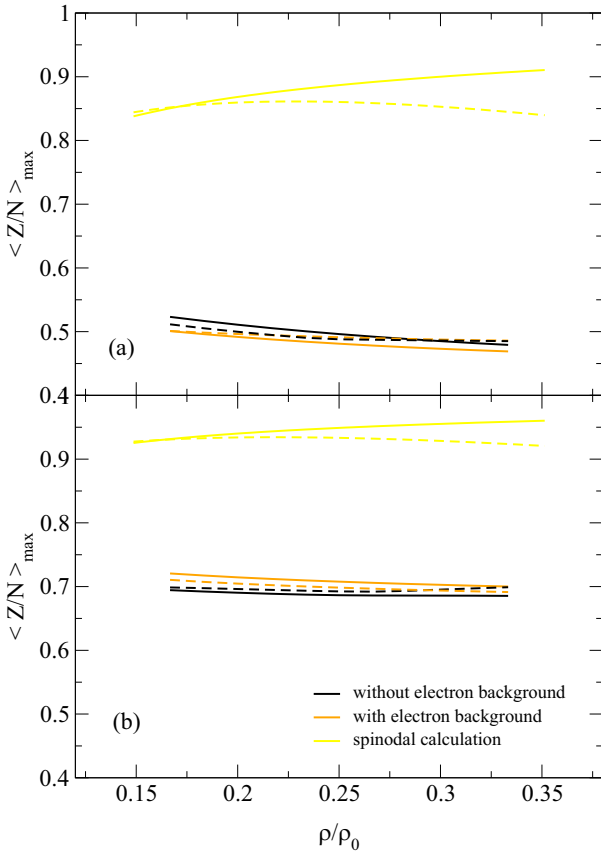 1
0.9
0.8
< Z/N >max
0.7
0.6
0.5
(a)
0.4
0.9
0.8
< Z/N >max
0.7
0.6
without electron background
with electron background
0.5
(b)
spinodal calculation
0.4
0.15 0.2 0.25 0.3 0.35
ρ/ρ0